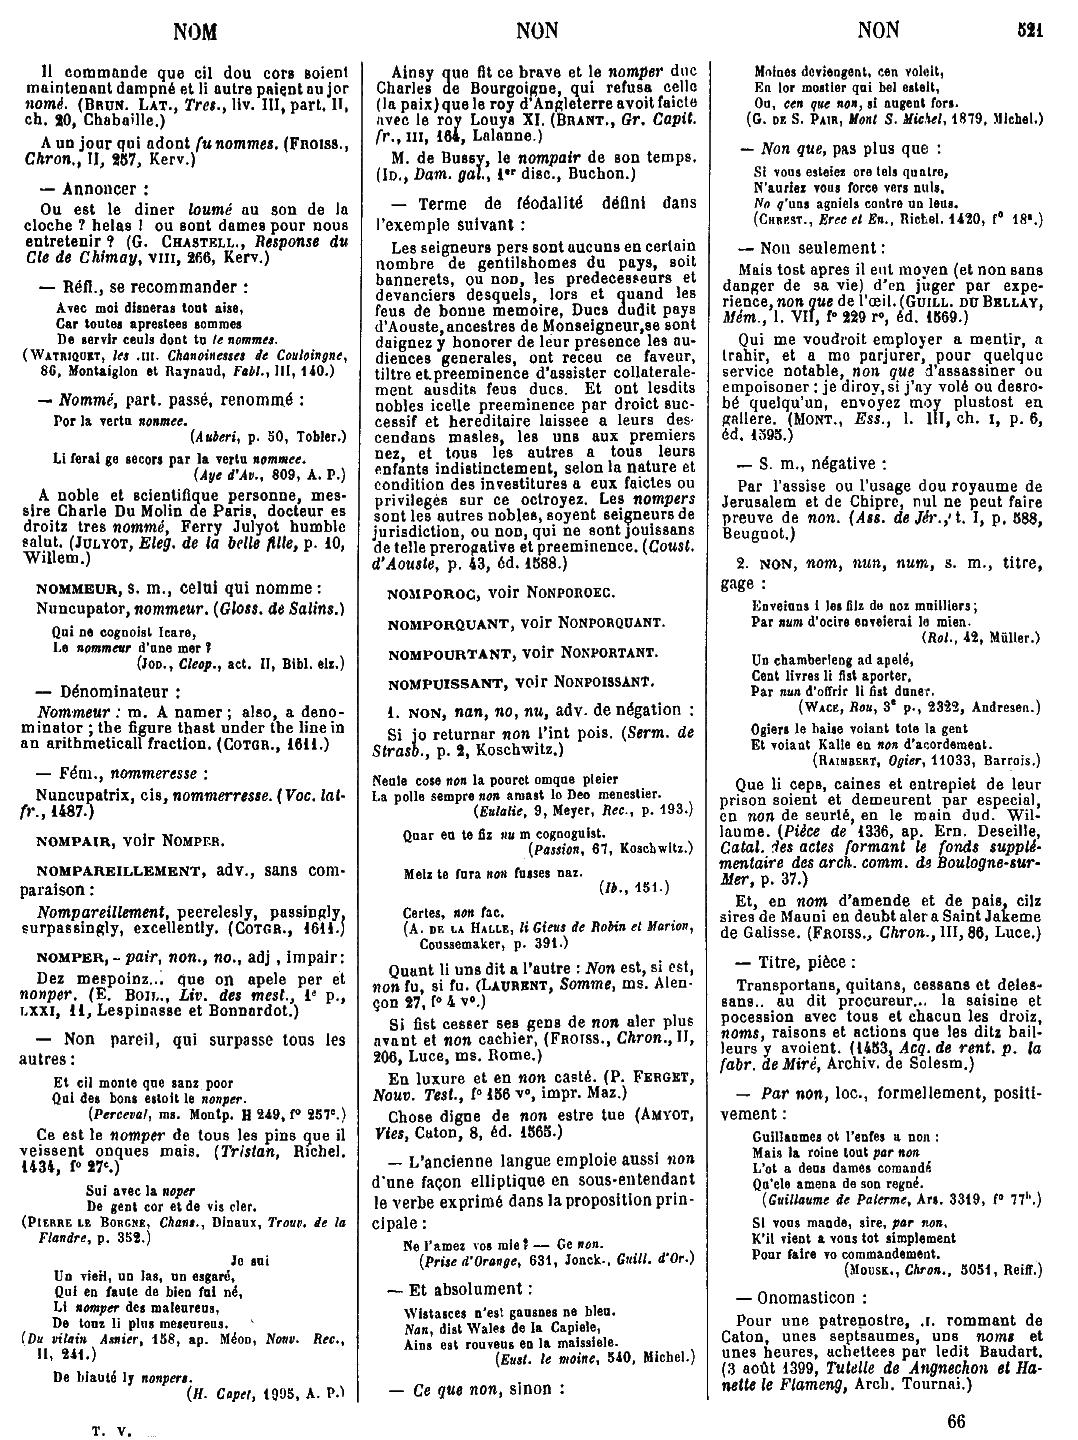 NOM
NON
NON
521
Il commande que cil dou cors soient
maintenant dampné et li autre paient au jor
nomé. (BRUN. LAT., Tres., liv. III, part. II,
ch. 20, Chabaille.)
A un jour qui adont fu nommes. (FROISS.,
Chron., II, 257, Kerv.)
— Annoncer :
Ou est le diner loumé au son de la
cloche ? helas ! ou sont dames pour nous
entretenir ? (G. CHASTELL., Response du
Cte de Chimay, VIII, 266, Kerv.)
— Réfl., se recommander :
Avec moi disneras tout aise,
Car toutes aprestees sommes
De servir ceuls dont tu te nommes.
(WATRIQUET, les .III. Chanoinesses de Couloingne,
86, Montaiglon et Raynaud, Fabl., III, 140.)
— Nommé, part. passé, renommé :
Por la vertu nonmee.
(Auberi, p. 50, Tobler.)
Li ferai ge secors par la vertu nommee.
(Aye d'Av., 809, A. P.)
A noble et scientifique personne, mes-
sire Charle Du Molin de Paris, docteur es
droitz tres nommé, Ferry Julyot humble
salut. (JULYOT, Eleg. de la belle fille, p. 10,
Willem.)
NOMMEUR, s. m., celui qui nomme :
Nuncupator, nommeur. (Gloss. de Salins.)
Qui ne cognoist Icare,
Le nommeur d'une mer ?
(JOD., Cleop., act. II, Bibl. elz.)
— Dénominateur :
Nommeur : m. A namer ; also, a deno-
minator ; the figure thast under the line in
an arithmeticall fraction. (COTGR., 1611.)
— Fém., nommeresse :
Nuncupatrix, cis, nommerresse. (Voc. lat-
fr., 1487.)
NOMPAIR, voir NOMPER.
NOMPAREILLEMENT, adv., sans com-
paraison :
Nompareillement, peerelesly, passingly,
surpassingly, excellently. (COTGR., 1611.)
NOMPER, - pair, non., no., adj , impair :
Dez mespoinz... que on apele per et
nonper. (E. BOIL., Liv. des mest., 1e p.,
LXXI, 11, Lespinasse et Bonnardot.)
— Non pareil, qui surpasse tous les
autres :
Et cil monte que sanz poor
Qui des bons estoit le nonper.
(Perceval, ms. Montp. H 249, f° 257c.)
Ce est le nomper de tous les pins que il
veissent onques mais. (Tristan, Richel.
1434, f° 27c.)
Sui avec la noper
De gent cor et de vis cler.
(PIERRE LE BORGNE, Chans., Dinaux, Trouv. de la
Flandre, p. 352.)
Je sui
Un vieil, un las, un esgaré,
Qui en faute de bien fui né,
Li nomper des maleureus,
De touz li plus meseureus.
(Du vilain Asnier, 158, ap. Méon, Nouv. Rec.,
II, 241.)
De biauté ly nonpers.
(H. Capet, 1995, A. P.)
T. V.
Ainsy que fit ce brave et le nomper duc
Charles de Bourgoigne, qui refusa celle
(la paix) que le roy d'Angleterre avoit faicte
avec le roy Louys XI. (BRANT., Gr. Capit.
fr., III, 164, Lalanne.)
M. de Bussy, le nompair de son temps.
(ID., Dam. gal., 1er disc., Buchon.)
— Terme de féodalité défini dans
l'exemple suivant :
Les seigneurs pers sont aucuns en certain
nombre de gentilshomes du pays, soit
bannerets, ou non, les predecesseurs et
devanciers desquels, lors et quand les
feus de bonne memoire, Ducs dudit pays
d'Aouste, ancestres de Monseigneur, se sont
daignez y honorer de leur presence les au-
diences generales, ont receu ce faveur,
tiltre et preeminence d'assister collaterale-
ment ausdits feus ducs. Et ont lesdits
nobles icelle preeminence par droict suc-
cessif et hereditaire laissee a leurs des-
cendans masles, les uns aux premiers
nez, et tous les autres a tous leurs
enfants indistinctement, selon la nature et
condition des investitures a eux faictes ou
privilegés sur ce octroyez. Les nompers
sont les autres nobles, soyent seigneurs de
jurisdiction, ou non, qui ne sont jouissans
de telle prerogative et preeminence. (Coust.
d'Aouste, p. 43, éd. 1588.)
NOMPOROC, voir NONPOROEC.
NOMPORQUANT, voir NONPORQUANT.
NOMPOURTANT, voir NONPORTANT.
NOMPUISSANT, voir NONPOISSANT.
1. NON, nan, no, nu, adv. de négation :
Si jo returnar non l'int pois. (Serm. de
Strasb., p. 2, Koschwitz.)
Neule cose non la pouret omque pleier
La polle sempre non amast lo Deo menestier.
(Eulalie, 9, Meyer, Rec., p. 193.)
Quar eu te fiz nu m cognoguist.
(Passion, 67, Koschwitz.)
Melz te fura non fusses naz.
(Ib., 151.)
Certes, non fac.
(A. DE LA HALLE, li Gieus de Robin et Marion,
Coussemaker, p. 391.)
Quant li uns dit a l'autre : Non est, si est,
non fu, si fu. (LAURENT, Somme, ms. Alen-
çon 27, f° 4 v°.)
Si fist cesser ses gens de non aler plus
avant et non cachier, (FROISS., Chron., II,
206, Luce, ms. Rome.)
En luxure et en non casté. (P. FERGET,
Nouv. Test., f° 156 v°, impr. Maz.)
Chose digne de non estre tue (AMYOT,
Vies, Caton, 8, éd. 1565.)
— L'ancienne langue emploie aussi non
d'une façon elliptique en sous-entendant
le verbe exprimé dans la proposition prin-
cipale :
Ne l'amez vos mie ? — Ge non.
(Prise d'Orange, 631, Jonck., Guill. d'Or.)
— Et absolument :
Wistasces n'est gausnes ne bleu.
Nan, dist Wales de la Capiele,
Ains est rouveus en la maissiele.
(Eust. le moine, 540, Michel.)
— Ce que non, sinon :
Moines deviengent, cen voleit,
En lor mostier qui bel esteit,
Ou, cen que non, si augent fors.
(G. DE S. PAIR, Mont S. Michel, 1879, Michel.)
— Non que, pas plus que :
Si vous esteiez ore tels quatre,
N'auriez vous force vers nuls,
No q'uns agniels contre un leus.
(CHREST., Erec et En., Richel. 1420, f° 18a.)
— Non seulement :
Mais tost apres il eut moyen (et non sans
danger de sa vie) d'en juger par expe-
rience, non que de l'œil. (GUILL. DU BELLAY,
Mém., l. VII, f° 229 r°, éd. 1569.)
Qui me voudroit employer a mentir, a
trahir, et a me parjurer, pour quelque
service notable, non que d'assassiner ou
empoisoner : je diroy, si j'ay volé ou desro-
bé quelqu'un, envoyez moy plustost en
gallere. (MONT., Ess., l. III, ch. I, p. 6,
éd. 1595.)
— S. m., négative :
Par l'assise ou l'usage dou royaume de
Jerusalem et de Chipre, nul ne peut faire
preuve de non. (Ass. de Jér., t. I, p. 588,
Beugnot.)
2. NON, nom, nun, num, s. m., titre,
gage :
Enveiuns i les filz de noz muilliers ;
Par num d'ocire enveierai le mien.
(Rol., 42, Müller.)
Un chamberleng ad apelé,
Cent livres li fist aporter,
Par nun d'offrir li fist duner.
(WACE, Rou, 3e p., 2322, Andresen.)
Ogiers le haise voiant tote la gent
Et voiant Kalle en non d'acordement.
(RAIMBERT, Ogier, 11033, Barrois.)
Que li ceps, caines et entrepiet de leur
prison soient et demeurent par especial,
en non de seurté, en le main dud. Wil-
laume. (Pièce de 1336, ap. Ern. Deseille,
Catal. des actes formant le fonds supplé-
mentaire des arch. comm. de Boulogne-sur-
Mer, p. 37.)
Et, en nom d'amende et de pais, cilz
sires de Mauni en deubt aler a Saint Jakeme
de Galisse. (FROISS., Chron., III, 86, Luce.)
— Titre, pièce :
Transportans, quitans, cessans et deles-
sans.. au dit procureur... la saisine et
pocession avec tous et chacun les droiz,
noms, raisons et actions que les ditz bail-
leurs y avoient. (1453, Acq. de rent. p. la
fabr. de Miré, Archiv. de Solesm.)
— Par non, loc., formellement, positi-
vement :
Guillaumes ot l'enfes a non :
Mais la roine tout par non
L'ot a deus dames comandé
Qu'ele amena de son regné.
(Guillaume de Palerme, Ars. 3319, f° 77b.)
Si vous mande, sire, par non,
K'il vient a vous tot simplement
Pour faire vo commandement.
(MOUSK., Chron., 5051, Reiff.)
— Onomasticon :
Pour une patrenostre, .I. rommant de
Caton, unes septsaumes, uns noms et
unes heures, achettees par ledit Baudart.
(3 août 1399, Tutelle de Angnechon et Ha-
nette le Flameng, Arch. Tournai.)
66